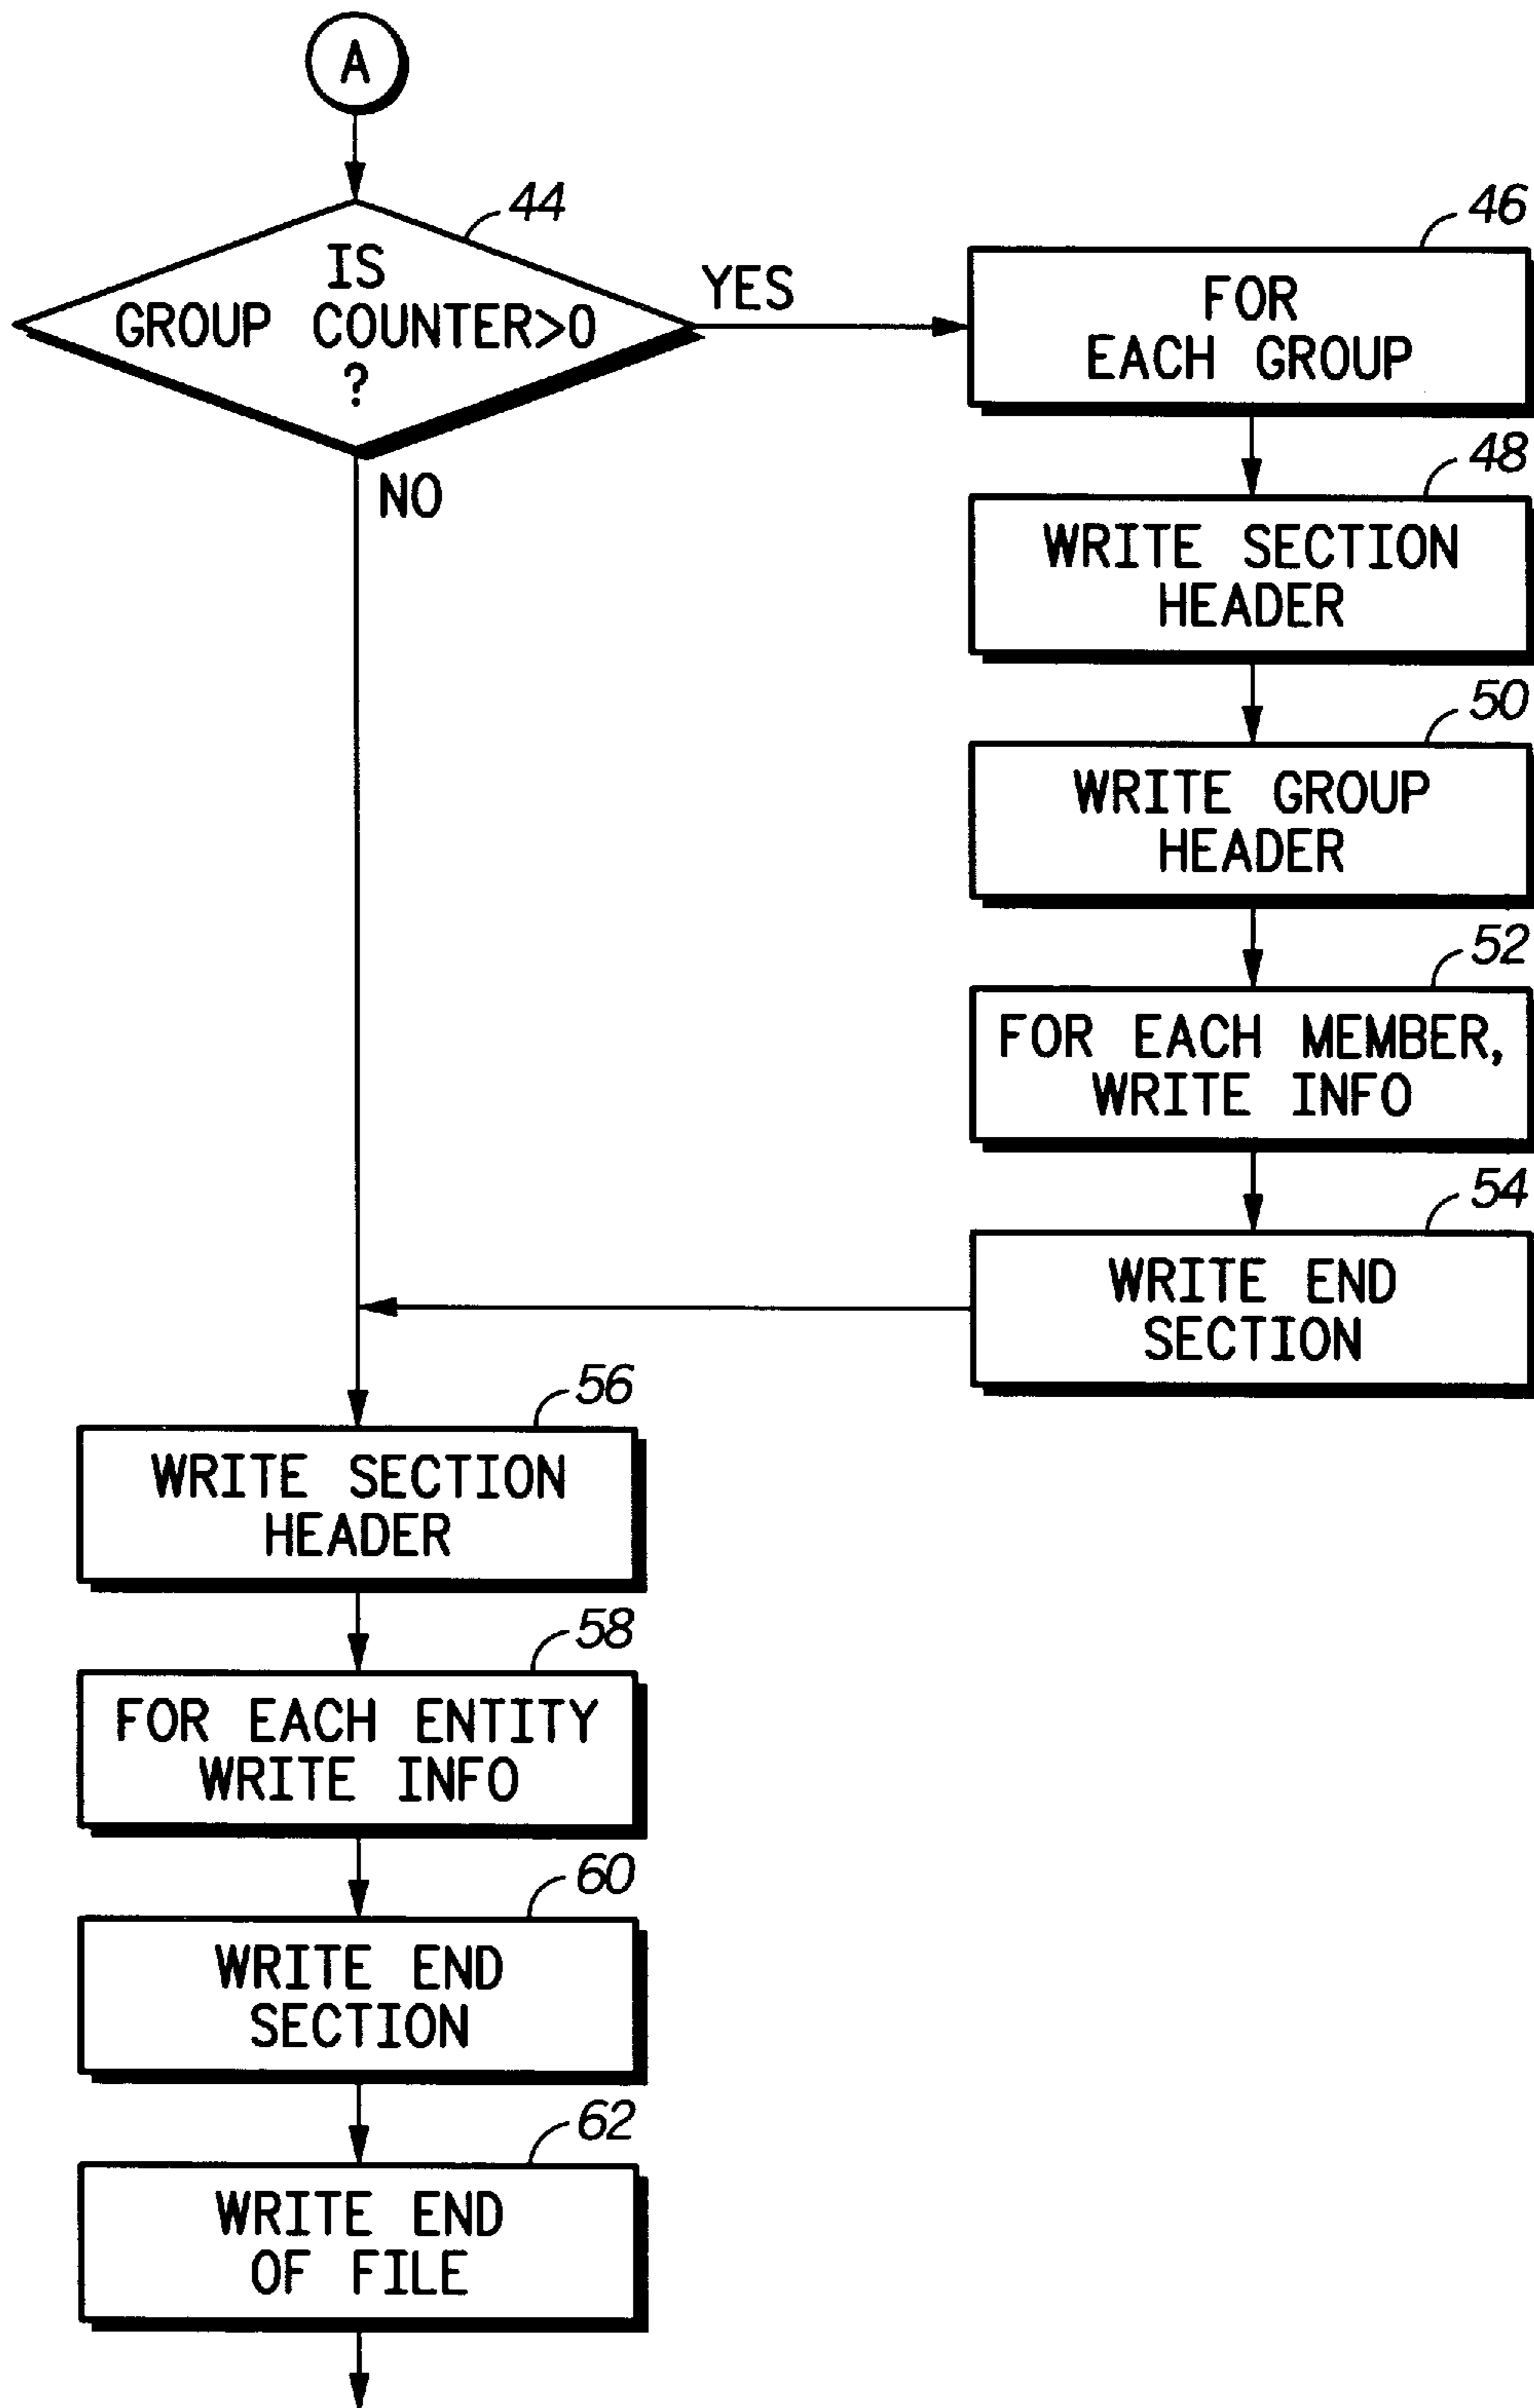 A
44
IS
GROUP COUNTER>0
?
YES
NO
46
FOR
EACH GROUP
48
WRITE SECTION
HEADER
50
WRITE GROUP
HEADER
52
FOR EACH MEMBER,
WRITE INFO
54
WRITE END
SECTION
56
WRITE SECTION
HEADER
58
FOR EACH ENTITY
WRITE INFO
60
WRITE END
SECTION
62
WRITE END
OF FILE